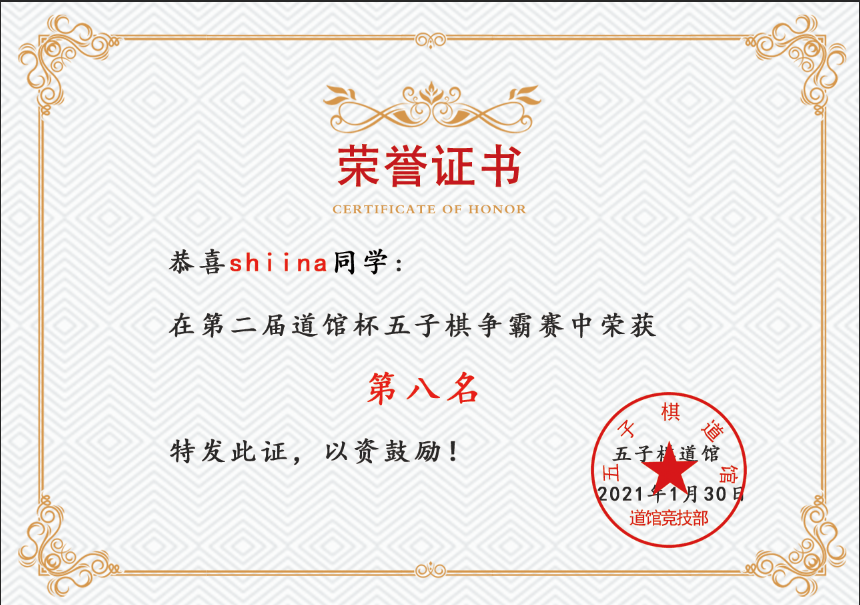 荣誉证书
CERTIFICATE OF HONOR
恭喜shiina同学：
在第二届道馆杯五子棋争霸赛中荣获
第八名
特发此证，以资鼓励！
五子棋道馆
五子棋道馆
2021年1月30日
道馆竞技部